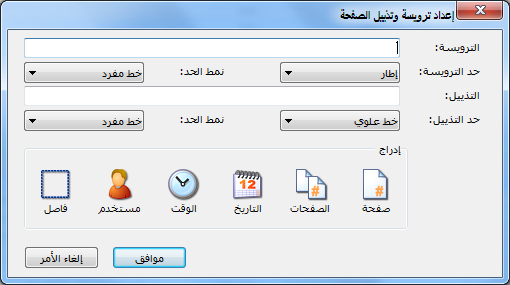 إعداد ترويسة وتذييل الصفحة
الترويسة:
حد الترويسة: إطار نمط الحد: خط مفرد
التذييل:
حد التذييل: خط علوي نمط الحد: خط مفرد
إدراج
# # 12
صفحة الصفحات التاريخ الوقت مستخدم فاصل
موافق إلغاء الأمر